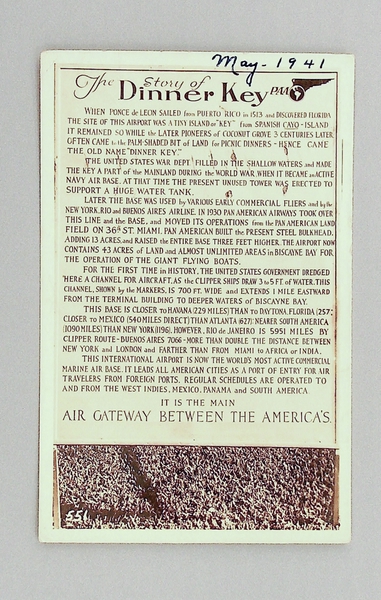 May - 1941
The Story of
Dinner Key PAA
WHEN PONCE de LEON SAILED from PUERTO RICO in 1513 and DISCOVERED FLORIDA
THE SITE OF THIS AIRPORT WAS A TINY ISLAND or "KEY" from SPANISH CAYO - ISLAND
IT REMAINED SO WHILE the LATER PIONEERS of COCONUT GROVE 3 CENTURIES LATER,
OFTEN CAME to the PALM-SHADED BIT of LAND for PICNIC DINNERS - HENCE CAME
THE OLD NAME "DINNER KEY."
THE UNITED STATES WAR DEPT FILLED IN THE SHALLOW WATERS and MADE
THE KEY A PART of the MAINLAND DURING the WORLD WAR, WHEN IT BECAME an ACTIVE
NAVY AIR BASE. AT THAT TIME THE PRESENT UNUSED TOWER WAS ERECTED TO
SUPPORT A HUGE WATER TANK.
LATER THE BASE WAS USED by VARIOUS EARLY COMMERCIAL FLIERS and by the
NEW YORK, RIO and BUENOS AIRES AIRLINE. IN 1930 PAN AMERICAN AIRWAYS TOOK OVER
THIS LINE and the BASE, and MOVED ITS OPERATIONS from the PAN AMERICAN LAND
FIELD ON 36th ST. MIAMI. PAN AMERICAN BUILT the PRESENT STEEL BULKHEAD,
ADDING 13 ACRES, and RAISED the ENTIRE BASE THREE FEET HIGHER. THE AIRPORT NOW
CONTAINS 43 ACRES OF LAND and ALMOST UNLIMITED AREAS in BISCAYNE BAY FOR
THE OPERATION OF THE GIANT FLYING BOATS.
FOR THE FIRST TIME in HISTORY, THE UNITED STATES GOVERNMENT DREDGED
HERE A CHANNEL FOR AIRCRAFT, AS the CLIPPER SHIPS DRAW 3 to 5 FT of WATER. THIS
CHANNEL, SHOWN by the MARKERS, IS 700 FT. WIDE and EXTENDS 1 MILE EASTWARD
FROM THE TERMINAL BUILDING TO DEEPER WATERS of BISCAYNE BAY.
THIS BASE IS CLOSER to HAVANA (229 MILES) THAN to DAYTONA, FLORIDA (257;
CLOSER to MEXICO (540 MILES DIRECT) THAN ATLANTA (627); NEARER SOUTH AMERICA
(1090 MILES) THAN NEW YORK (1196). HOWEVER, RIO de JANEIRO IS 5951 MILES BY
CLIPPER ROUTE - BUENOS AIRES 7066 - MORE THAN DOUBLE THE DISTANCE BETWEEN
NEW YORK and LONDON and FARTHER THAN FROM MIAMI to AFRICA or INDIA.
THIS INTERNATIONAL AIRPORT IS NOW the WORLD'S MOST ACTIVE COMMERCIAL
MARINE AIR BASE. IT LEADS ALL AMERICAN CITIES AS A PORT OF ENTRY FOR AIR
TRAVELERS FROM FOREIGN PORTS. REGULAR SCHEDULES ARE OPERATED TO
AND FROM THE WEST INDIES, MEXICO, PANAMA and SOUTH AMERICA
IT IS THE MAIN
AIR GATEWAY BETWEEN THE AMERICA'S.
551